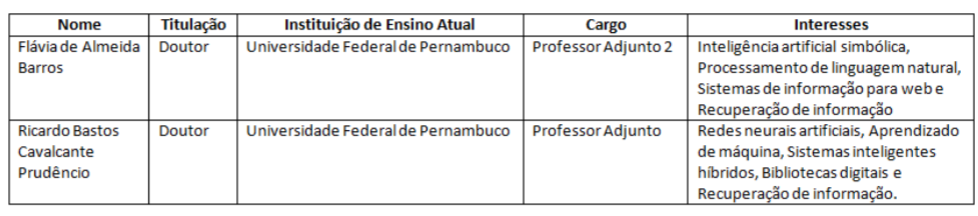 Nome Titulação Instituição de Ensino Atual Cargo Interesses
Flávia de Almeida Doutor Universidade Federal de Pernambuco Professor Adjunto 2 Inteligência artificial simbólica,
Barros Processamento de linguagem natural,
Sistemas de informação para web e
Recuperação de informação
Ricardo Bastos Doutor Universidade Federal de Pernambuco Professor Adjunto Redes neurais artificiais, Aprendizado
Cavalcante de máquina, Sistemas inteligentes
Prudêncio híbridos, Bibliotecas digitais e
Recuperação de informação.